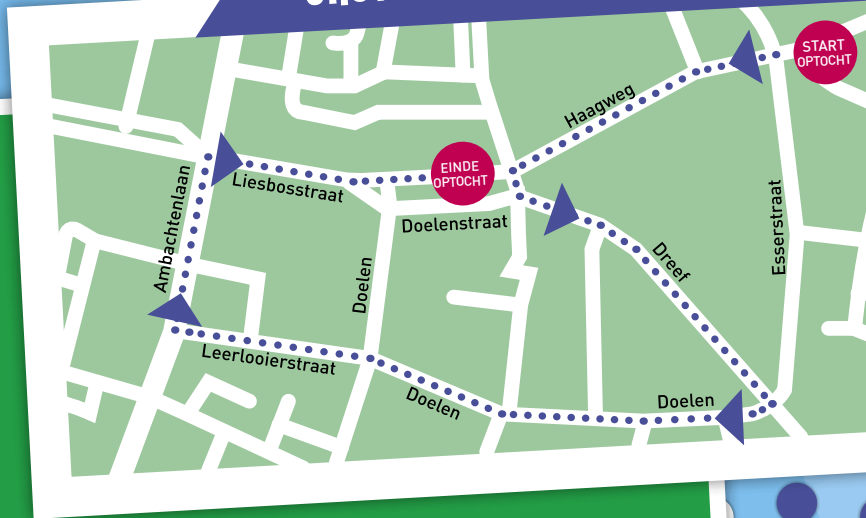 START
OPTOCHT
Haagweg
EINDE
OPTOCHT
Liesbosstraat
Doelenstraat
Ambachtenlaan
Esserstraat
Dreef
Doelen
Leerlooierstraat
Doelen
Doelen